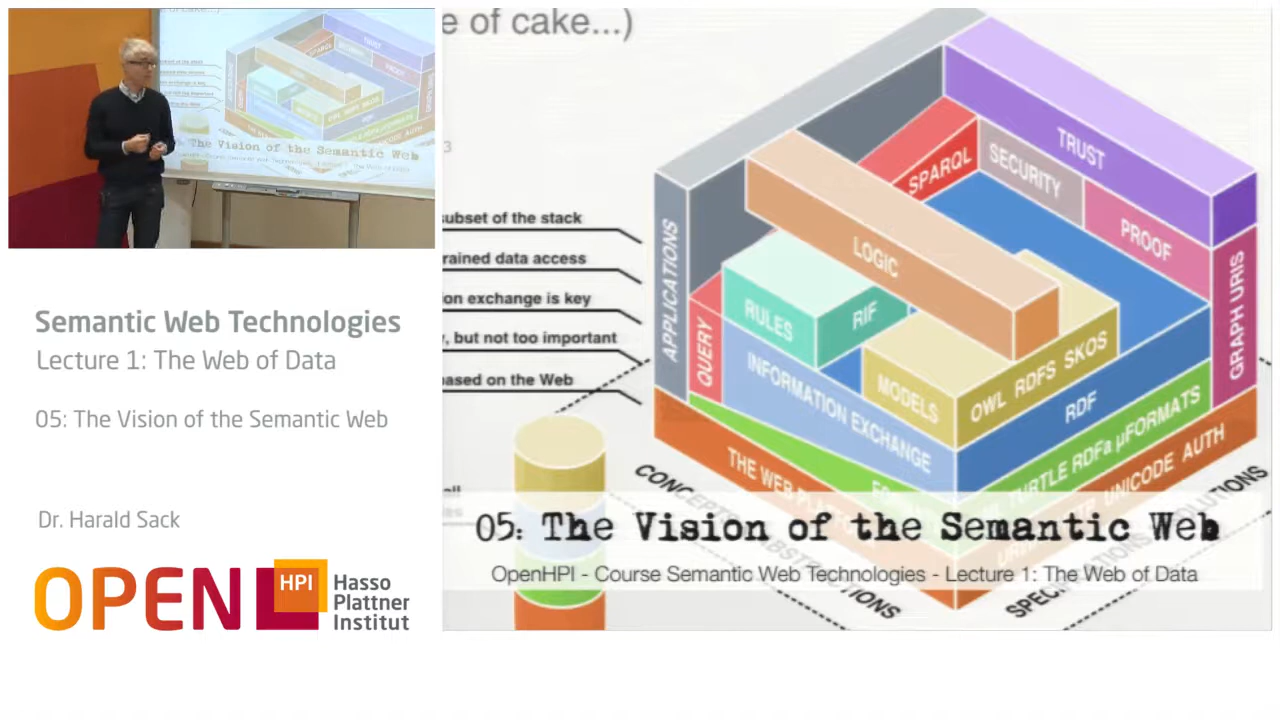 Semantic Web Technologies
Lecture 1: The Web of Data
05: The Vision of the Semantic Web
Dr. Harald Sack
OPEN HPI
Hasso
Plattner
Institut
e of cake...)
3
subset of the stack
rained data access
on exchange is key
, but not too important
based on the Web
APPLICATIONS
TRUST
SPARQL
SECURITY
PROOF
LOGIC
GRAPH URIS
RULES
RIF
QUERY
INFORMATION EXCHANGE
MODELS
OWL RDFS SKOS
RDF
TURTLE RDFa µFORMATS
THE WEB
UNICODE AUTH
05: The Vision of the Semantic Web
OpenHPI - Course Semantic Web Technologies - Lecture 1: The Web of Data